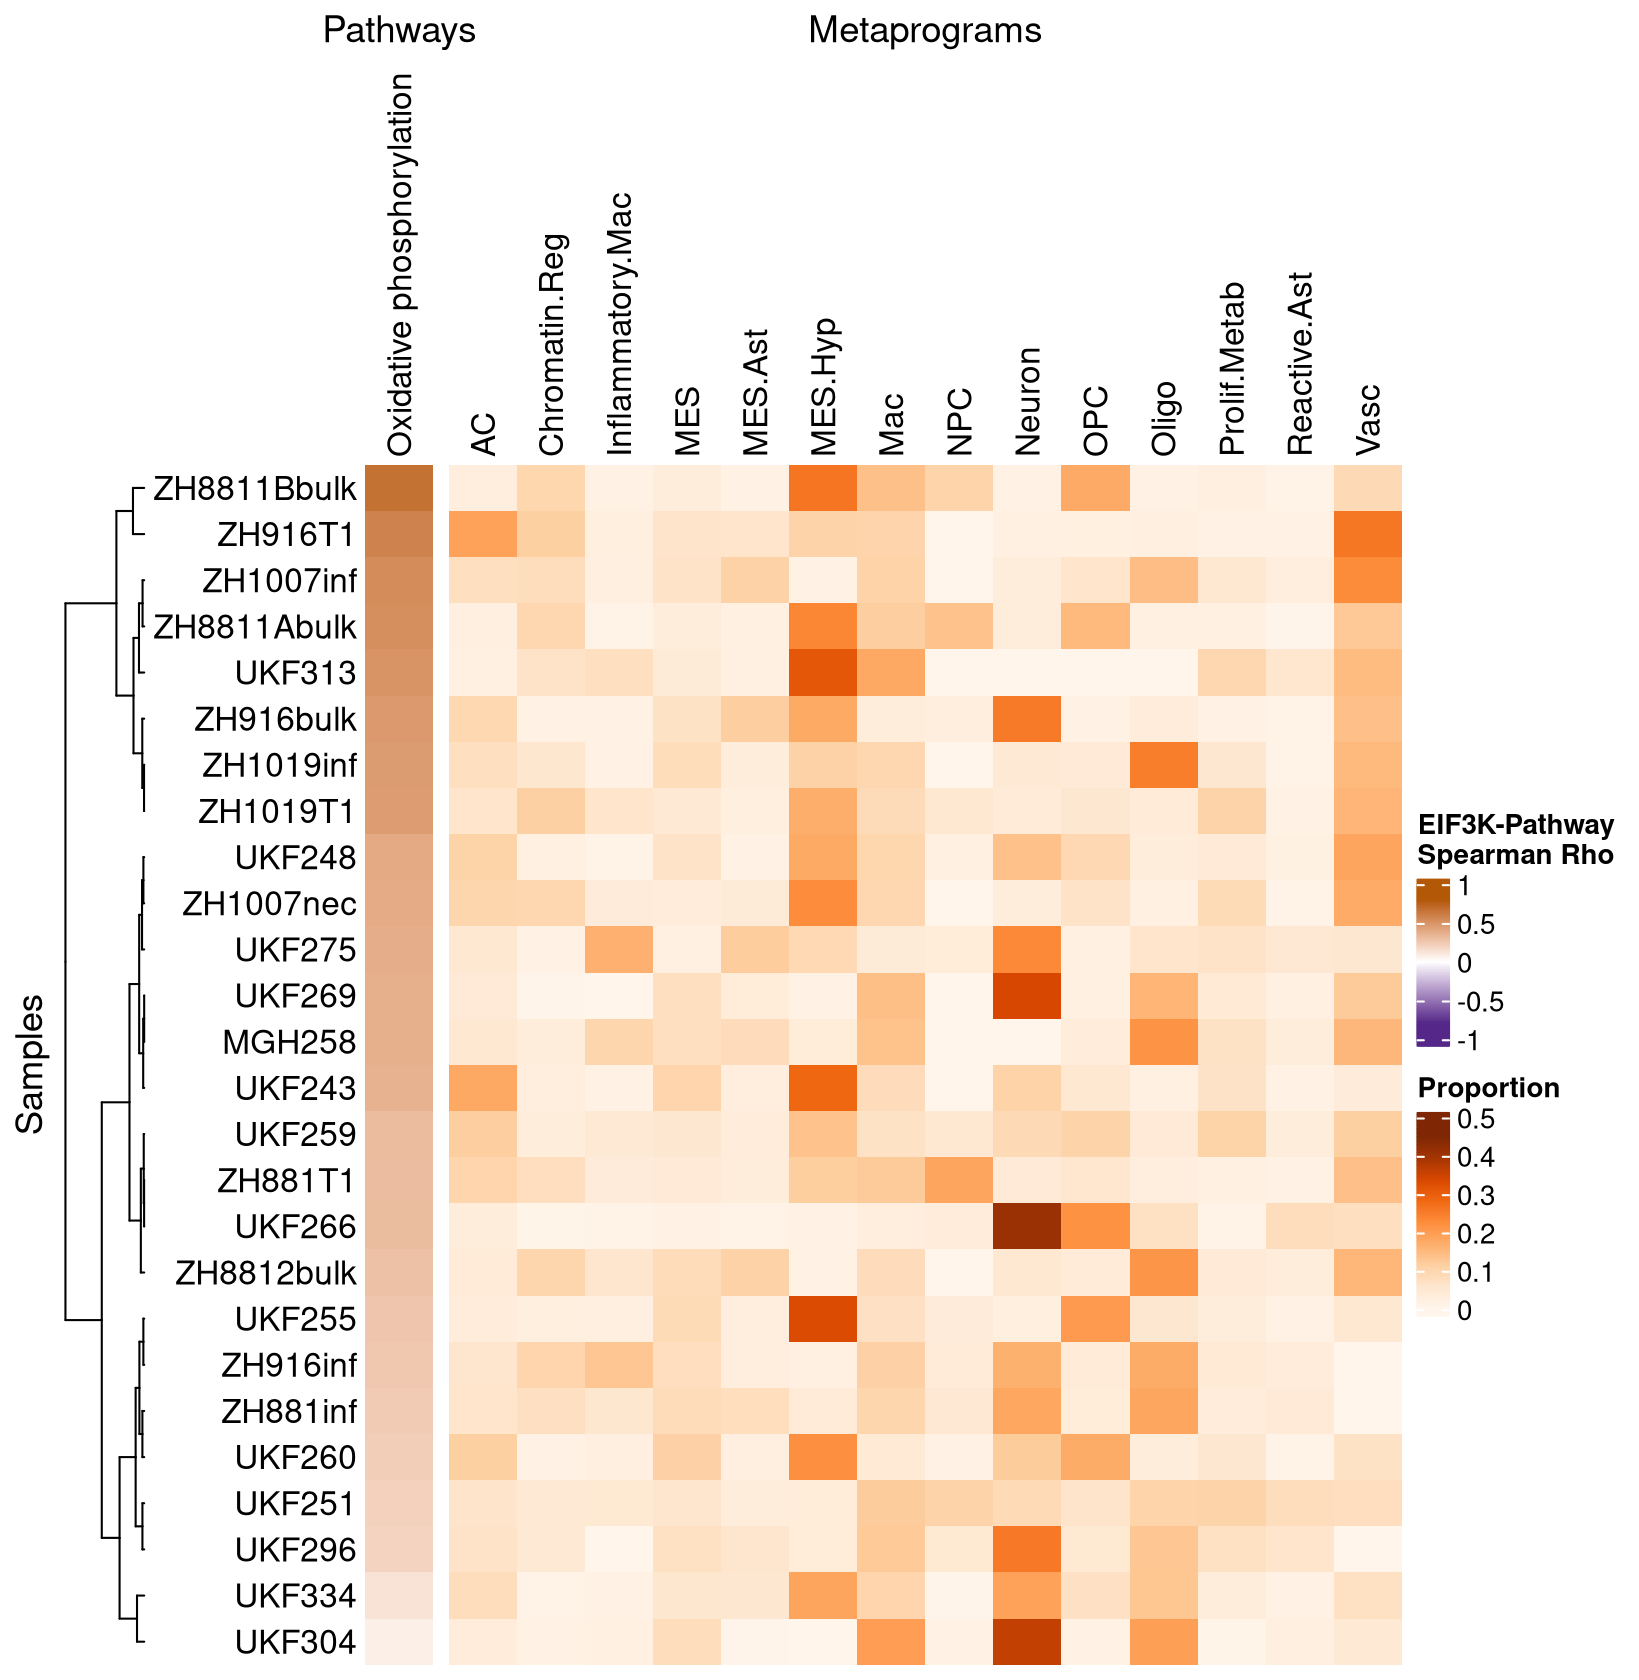 Pathways
Metaprograms
Oxidative phosphorylation
AC
Chromatin.Reg
Inflammatory.Mac
MES
MES.Ast
MES.Hyp
Mac
NPC
Neuron
OPC
Oligo
Prolif.Metab
Reactive.Ast
Vasc
Samples
ZH8811Bbulk
ZH916T1
ZH1007inf
ZH8811Abulk
UKF313
ZH916bulk
ZH1019inf
ZH1019T1
UKF248
ZH1007nec
UKF275
UKF269
MGH258
UKF243
UKF259
ZH881T1
UKF266
ZH8812bulk
UKF255
ZH916inf
ZH881inf
UKF260
UKF251
UKF296
UKF334
UKF304
EIF3K-Pathway
Spearman Rho
1
0.5
0
-0.5
-1
Proportion
0.5
0.4
0.3
0.2
0.1
0